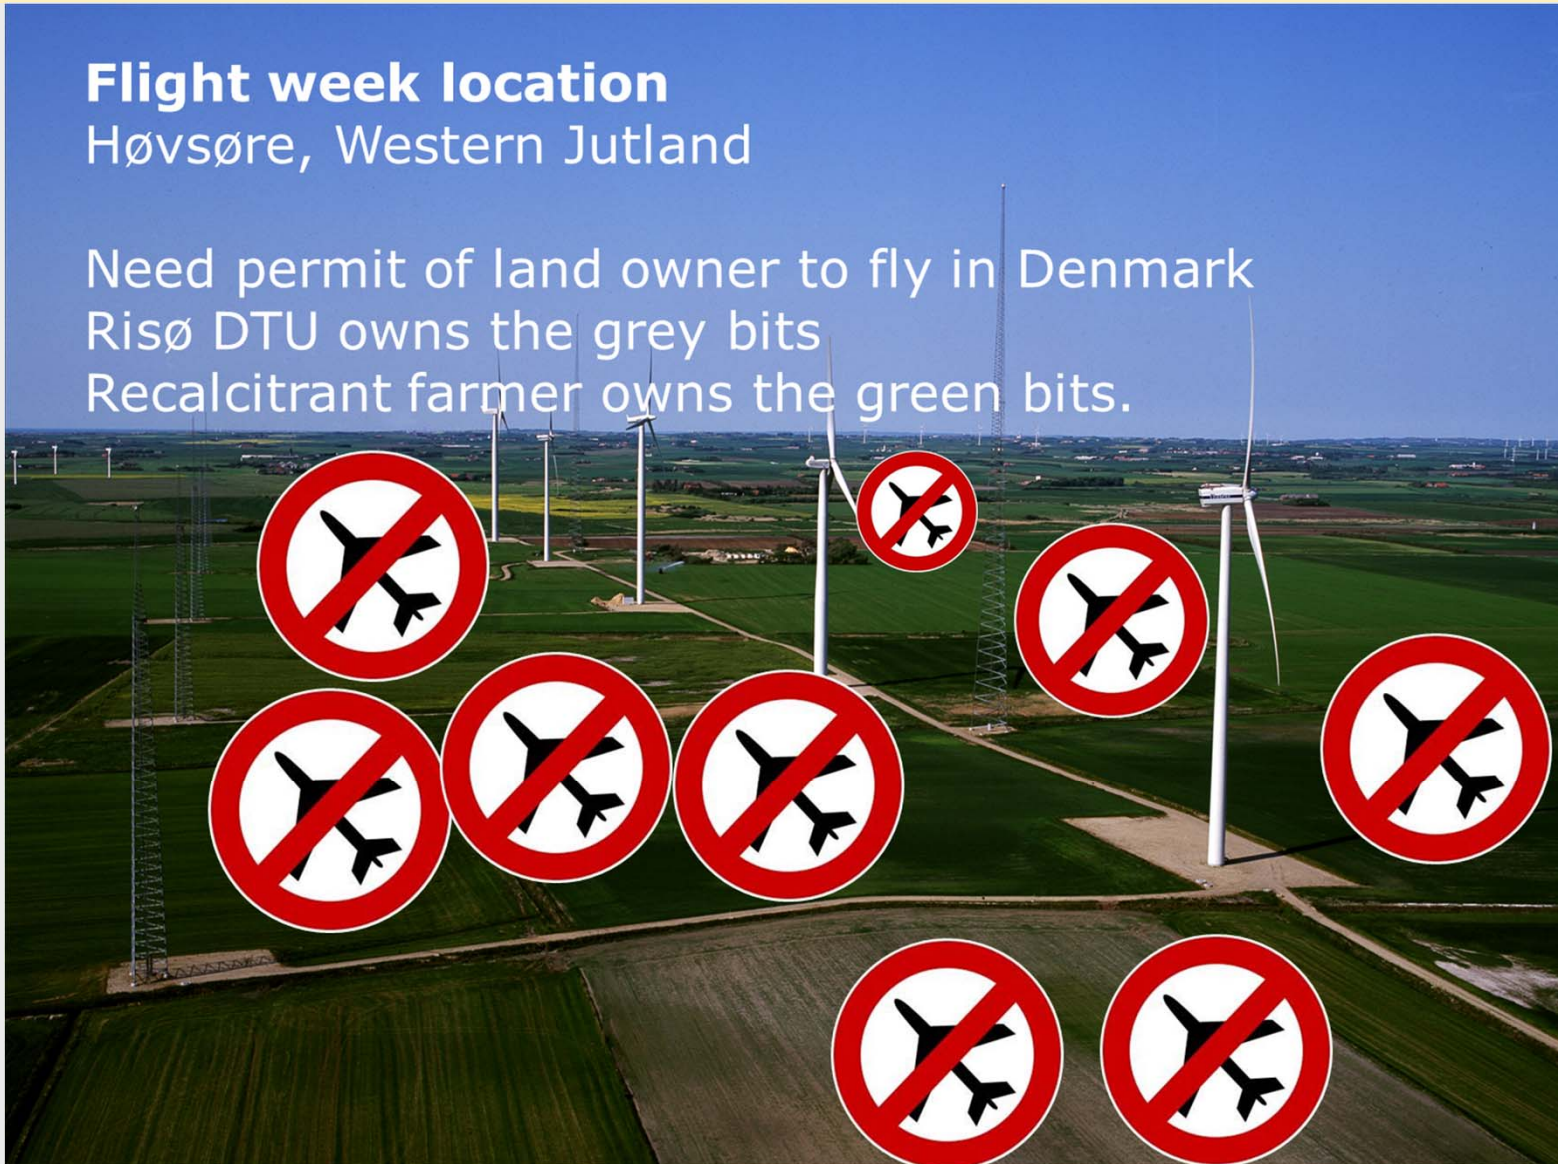 Flight week location
Høvsøre, Western Jutland
Need permit of land owner to fly in Denmark
Risø DTU owns the grey bits
Recalcitrant farmer owns the green bits.